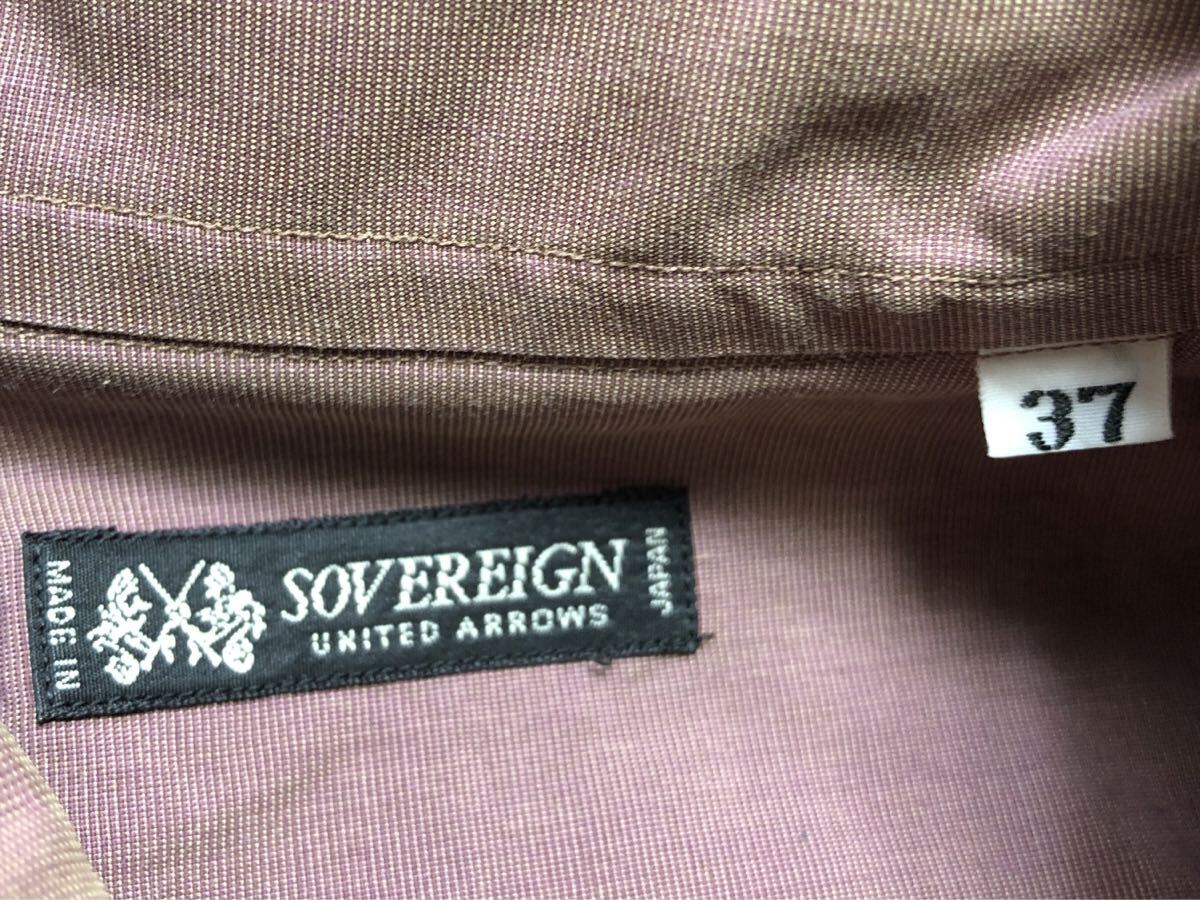 37
MADE IN
SOVEREIGN
UNITED ARROWS
JAPAN